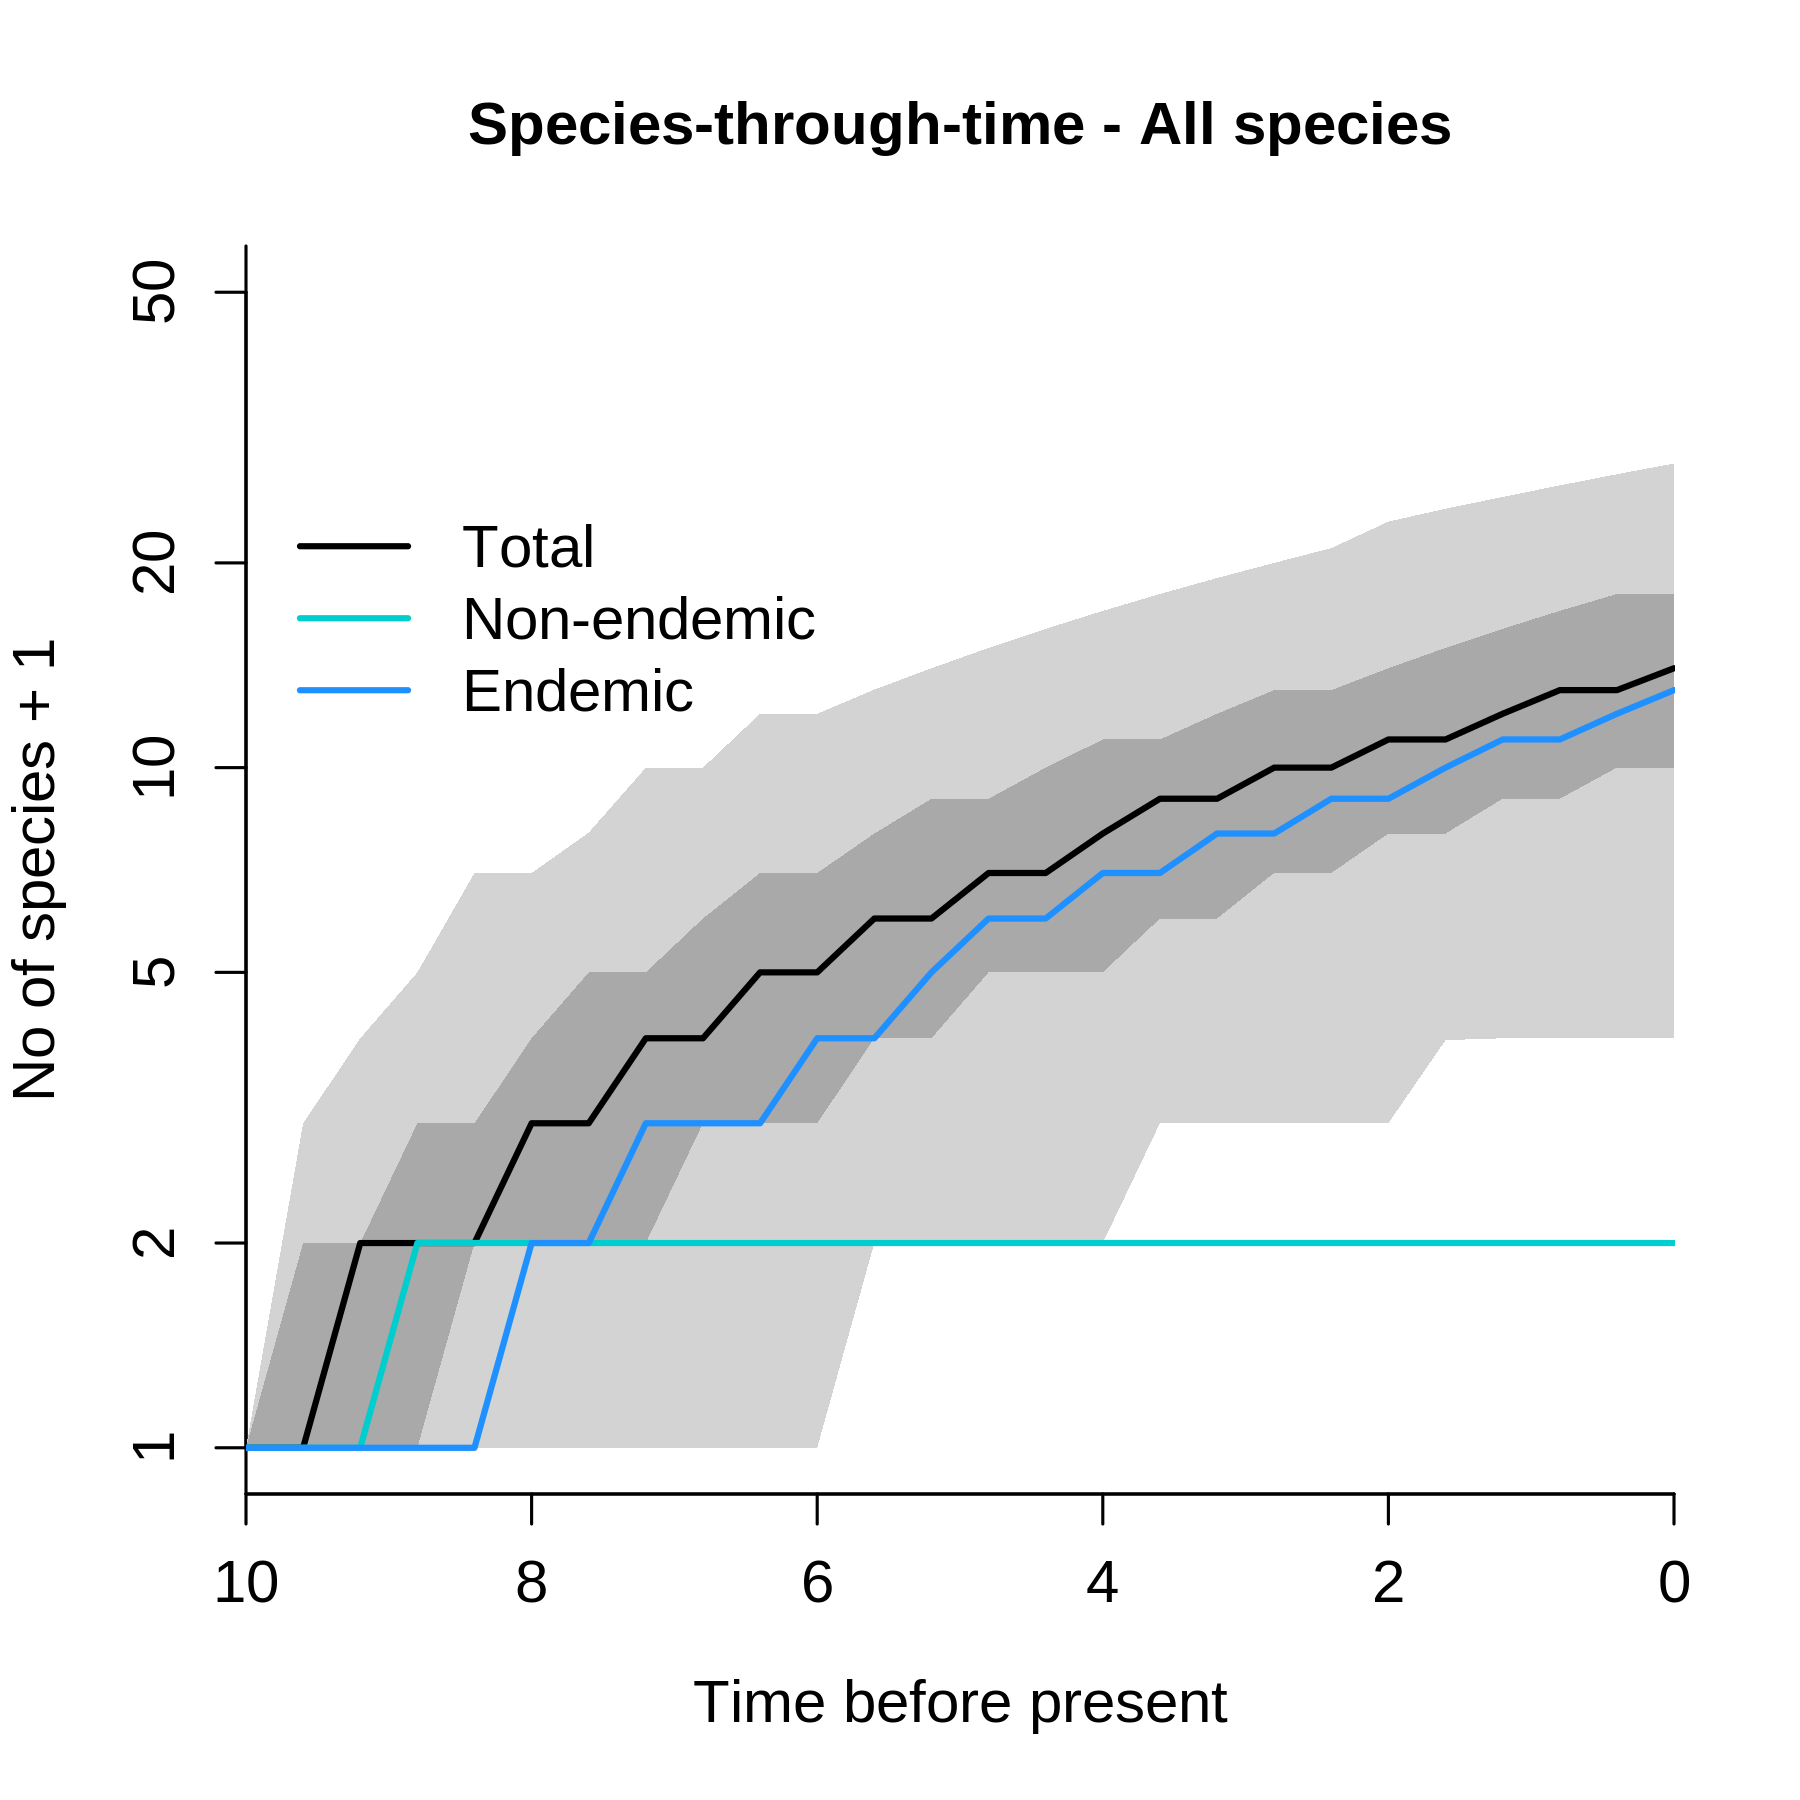 Species-through-time - All species
No of species + 1
50
20
10
5
2
1
Total
Non-endemic
Endemic
10 8 6 4 2 0
Time before present